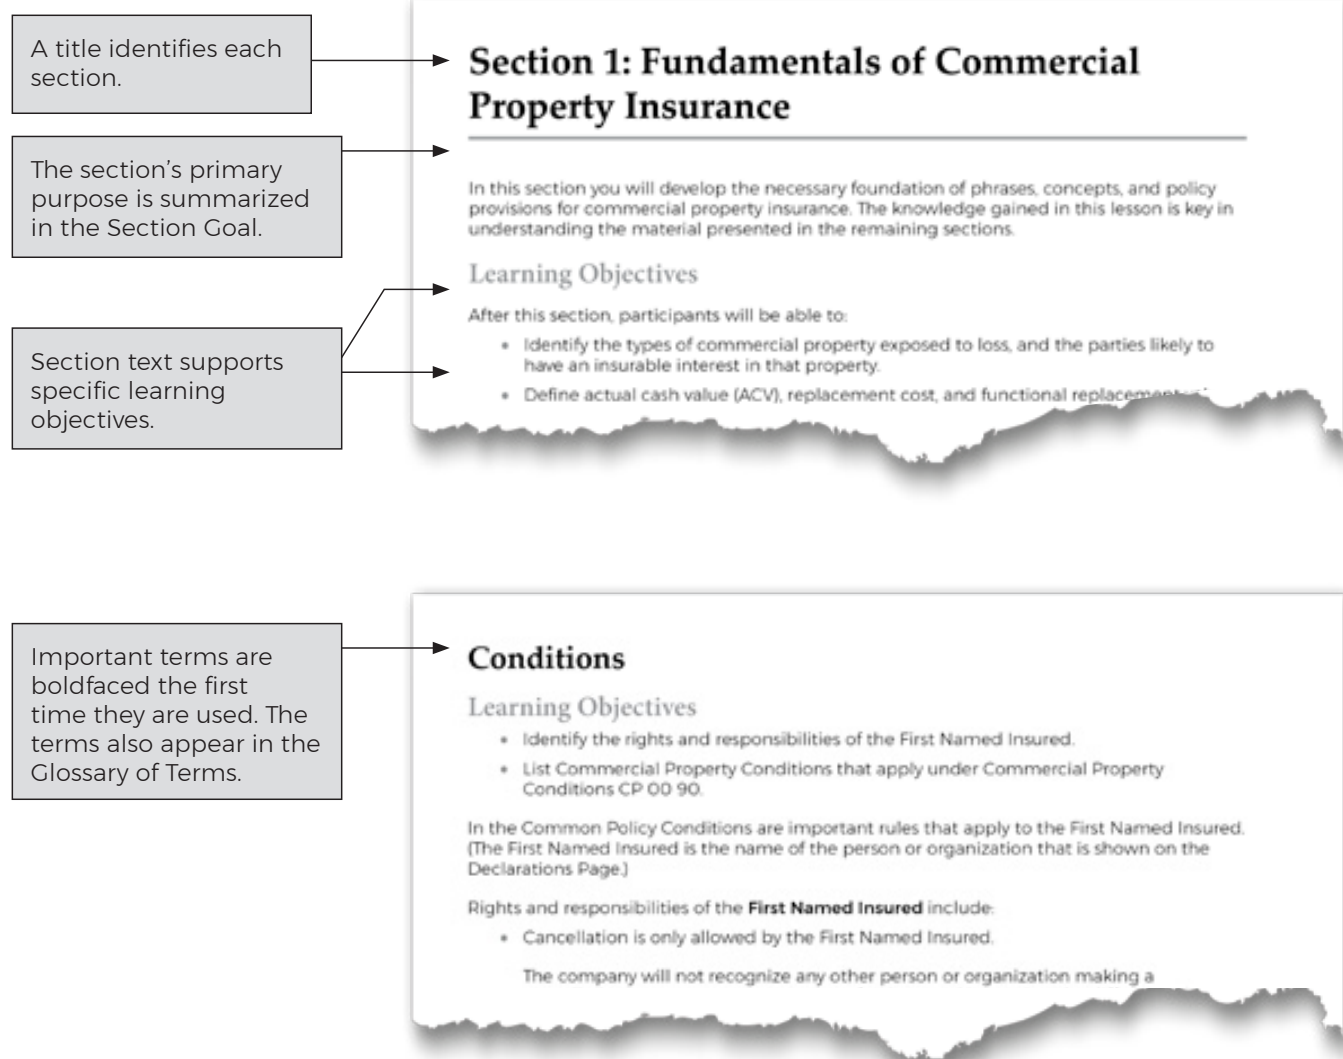 A title identifies each
section.
Section 1: Fundamentals of Commercial
Property Insurance
The section’s primary
purpose is summarized
in the Section Goal.
In this section you will develop the necessary foundation of phrases, concepts, and policy
provisions for commercial property insurance. The knowledge gained in this lesson is key in
understanding the material presented in the remaining sections.
Learning Objectives
After this section, participants will be able to:
Section text supports
specific learning
objectives.
• Identify the types of commercial property exposed to loss, and the parties likely to
have an insurable interest in that property.
• Define actual cash value (ACV), replacement cost, and functional
Important terms are
boldfaced the first
time they are used. The
terms also appear in the
Glossary of Terms.
Conditions
Learning Objectives
• Identify the rights and responsibilities of the First Named Insured.
• List Commercial Property Conditions that apply under Commercial Property
Conditions CP 00 90.
In the Common Policy Conditions are important rules that apply to the First Named Insured.
(The First Named Insured is the name of the person or organization that is shown on the
Declarations Page.)
Rights and responsibilities of the First Named Insured include:
• Cancellation is only allowed by the First Named Insured.
The company will not recognize any other person or organization making a